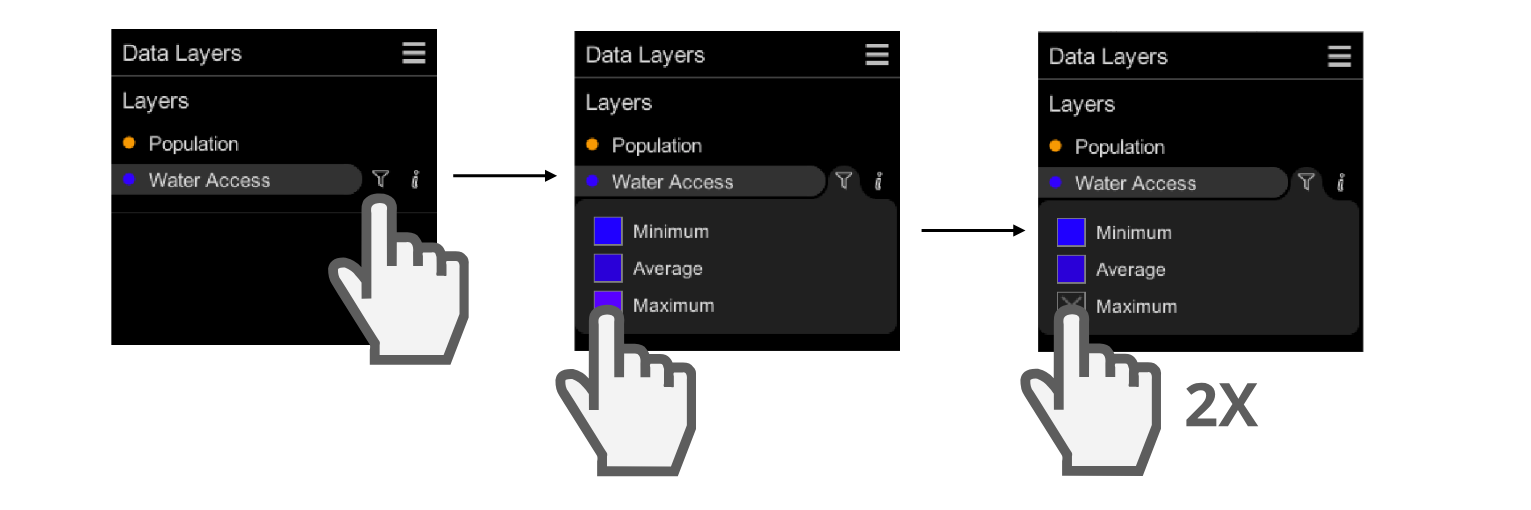 Data Layers
Layers
Population
Water Access
Data Layers
Layers
Population
Water Access
Minimum
Average
Maximum
Data Layers
Layers
Population
Water Access
Minimum
Average
Maximum
2X